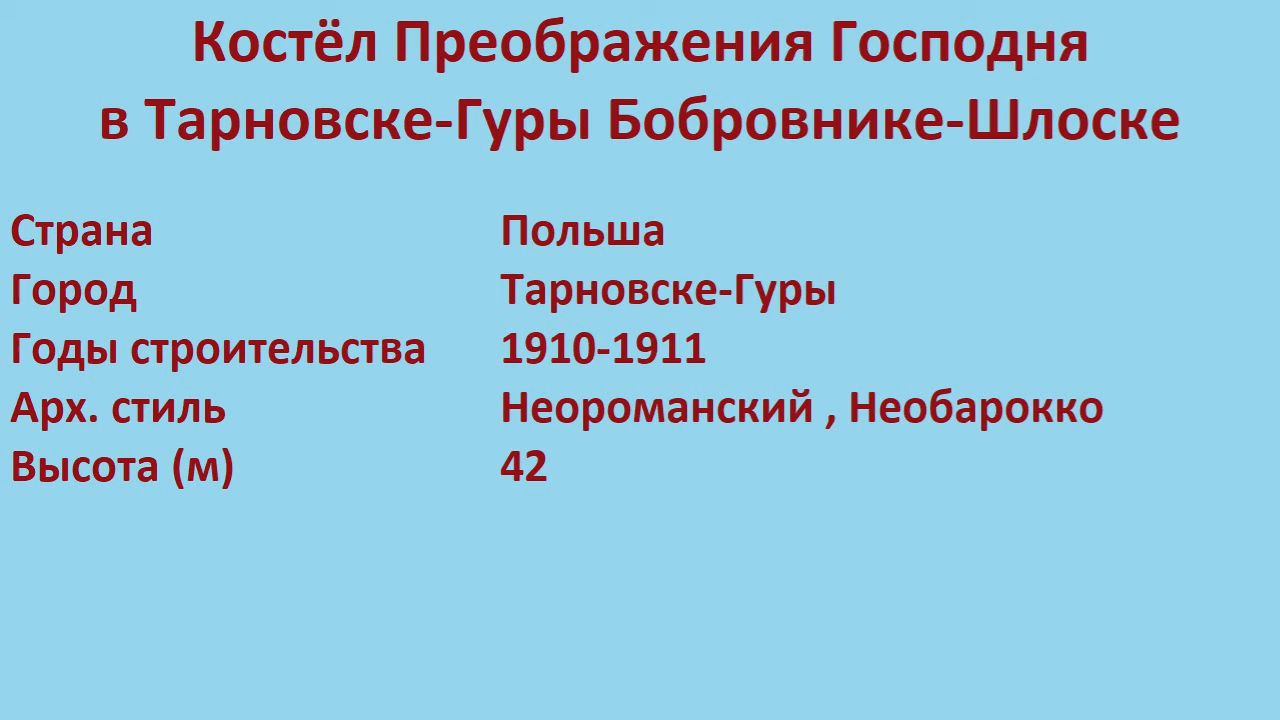 Костёл Преображения Господня
в Тарновске-Гуры Бобровнике-Шлоске
Страна Польша
Город Тарновске-Гуры
Годы строительства 1910-1911
Арх. стиль Неороманский , Необарокко
Высота (м) 42